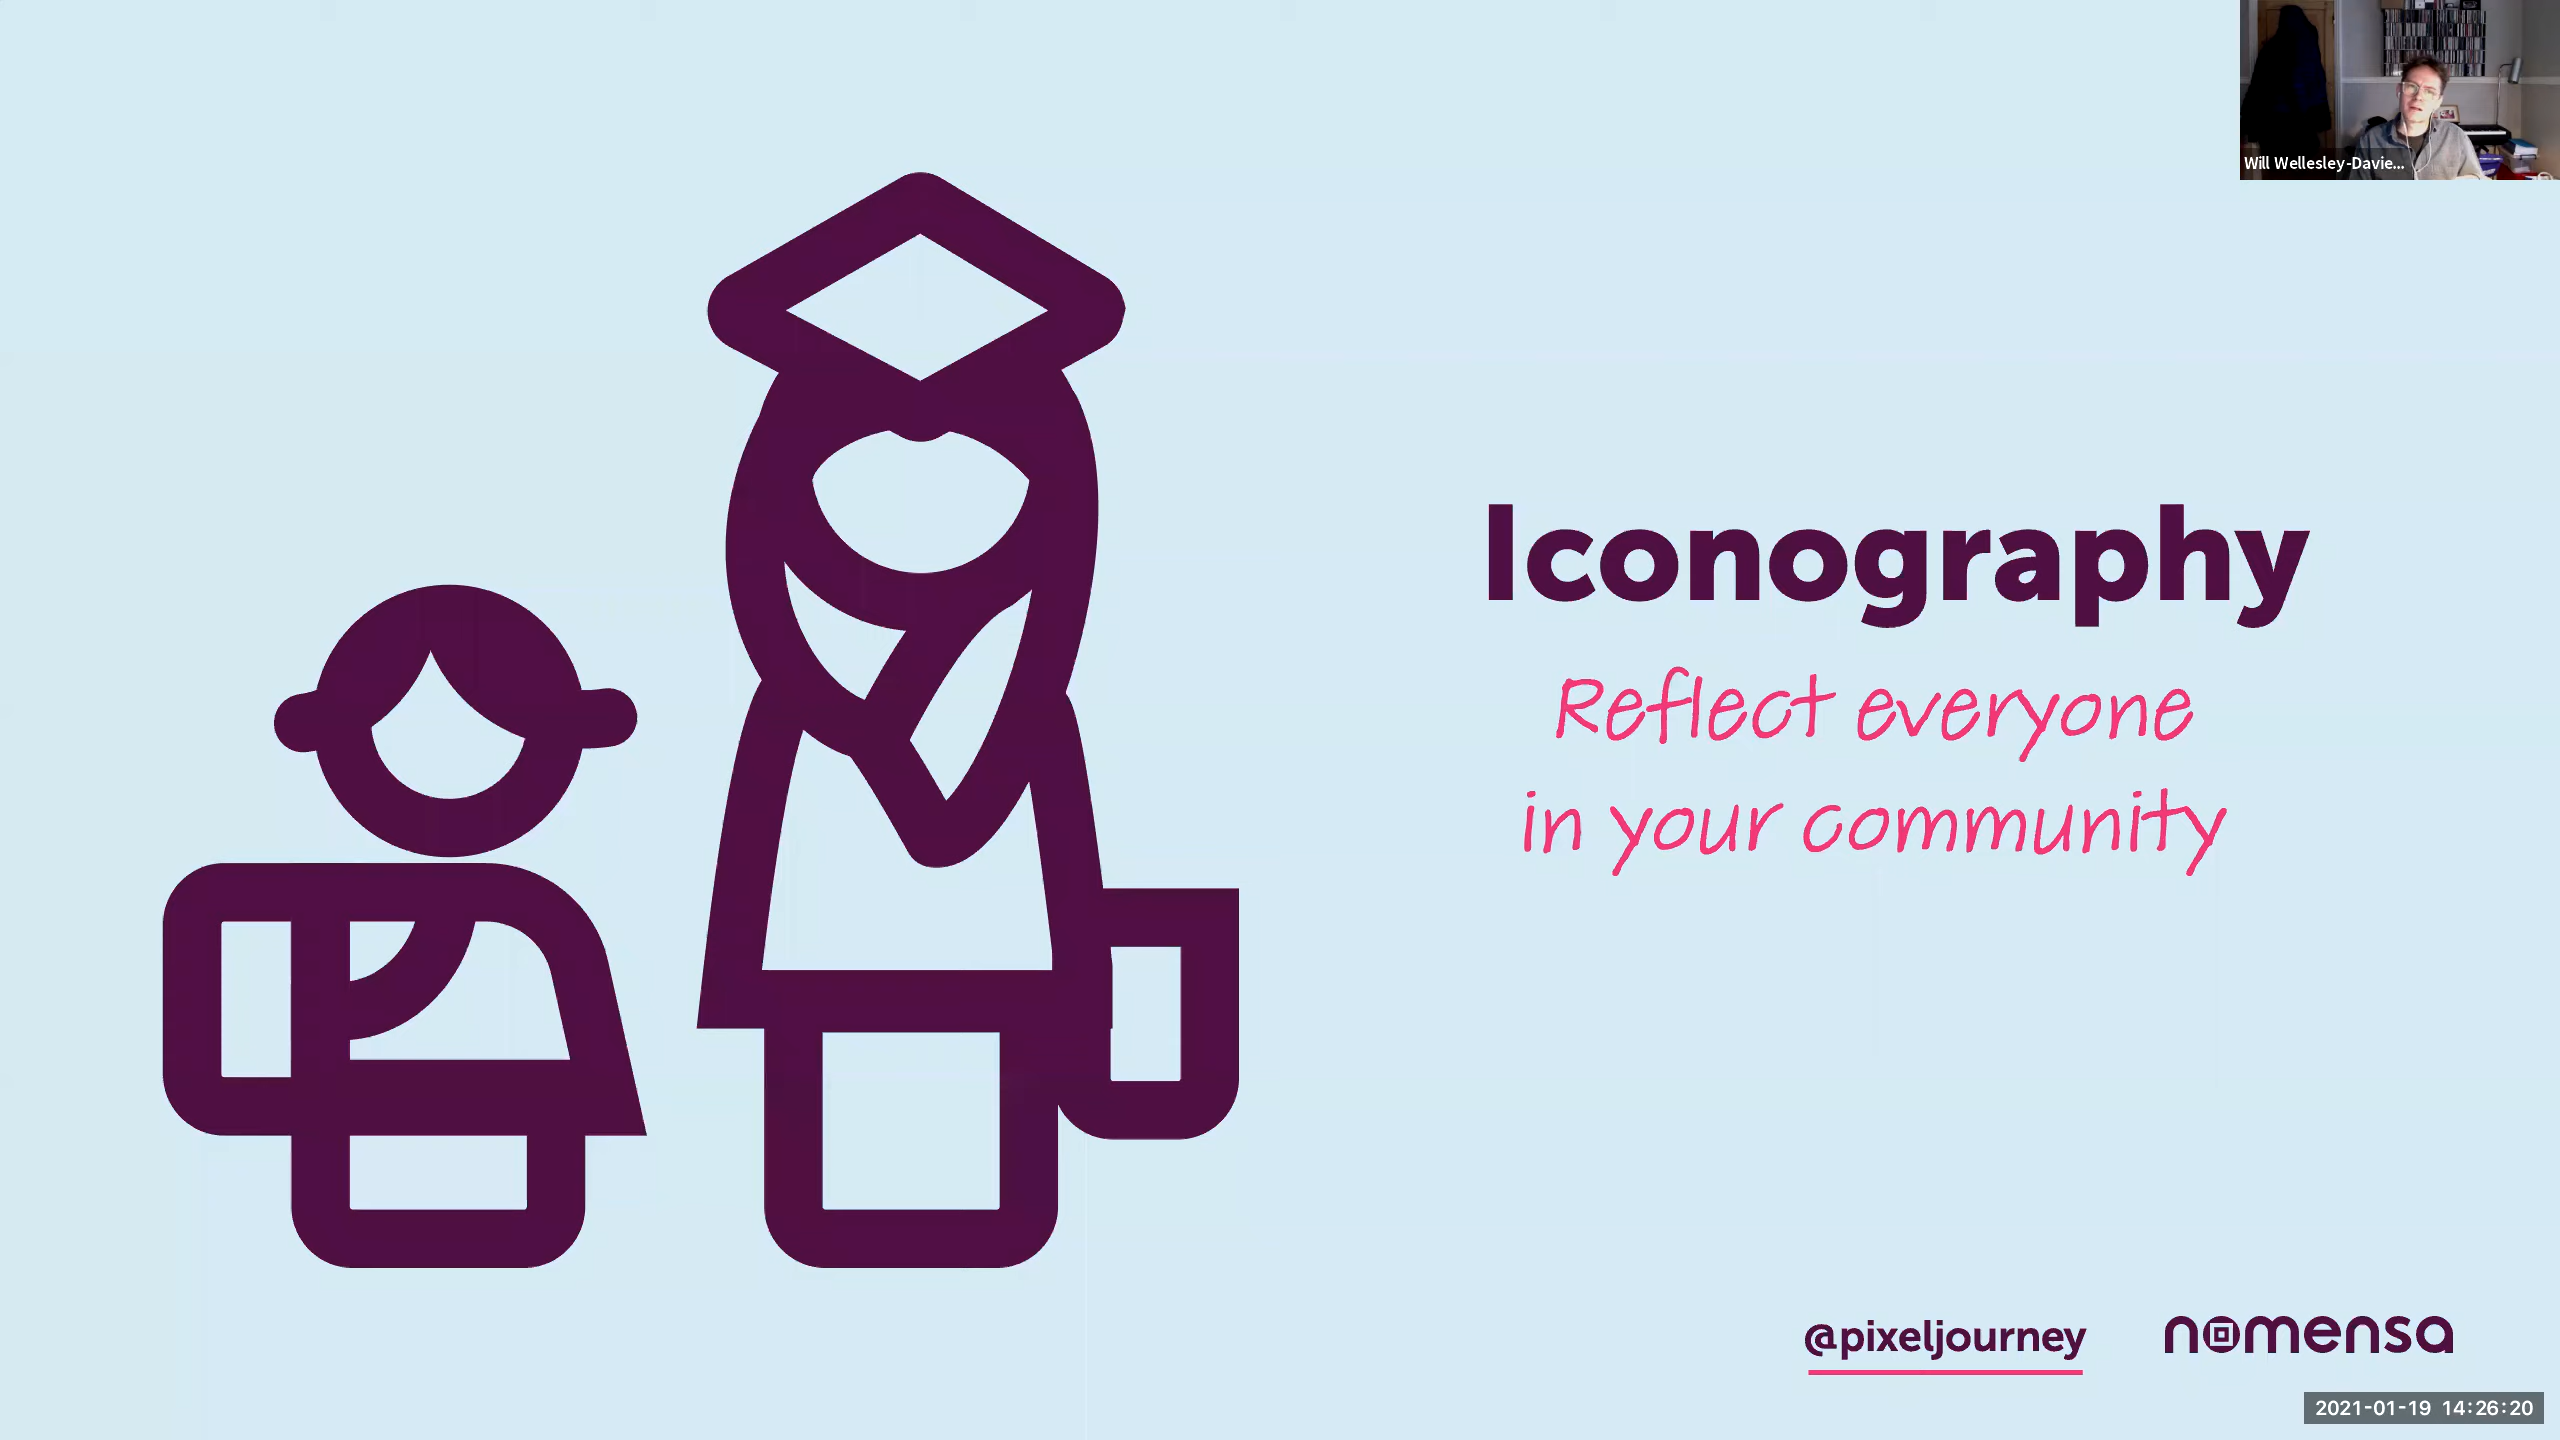 Will Wellesley-Davie...
Iconography
Reflect everyone
in your community
@pixeljourney
nomensa
2021-01-19 14:26:20